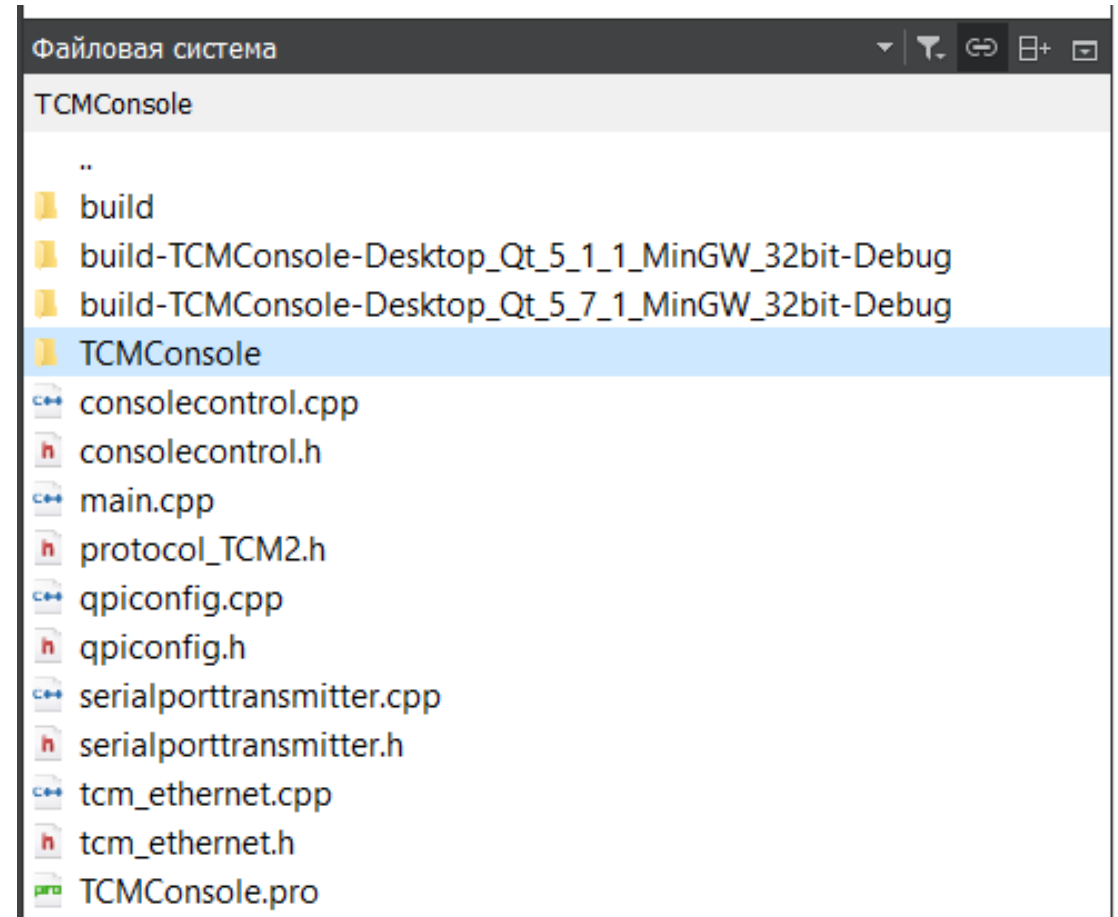 Файловая система
TCMConsole
..
build
build-TCMConsole-Desktop_Qt_5_1_1_MinGW_32bit-Debug
build-TCMConsole-Desktop_Qt_5_7_1_MinGW_32bit-Debug
TCMConsole
consolecontrol.cpp
consolecontrol.h
main.cpp
protocol_TCM2.h
qpiconfig.cpp
qpiconfig.h
serialporttransmitter.cpp
serialporttransmitter.h
tcm_ethernet.cpp
tcm_ethernet.h
TCMConsole.pro